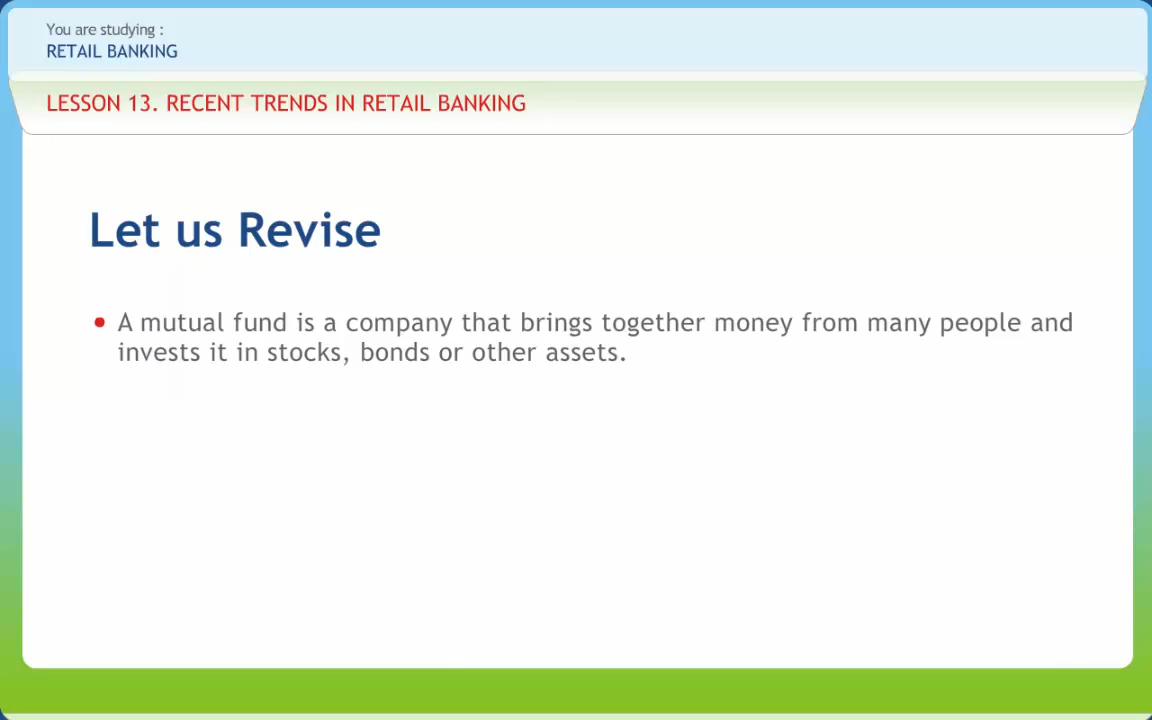 You are studying :
RETAIL BANKING
LESSON 13. RECENT TRENDS IN RETAIL BANKING
Let us Revise
• A mutual fund is a company that brings together money from many people and
invests it in stocks, bonds or other assets.